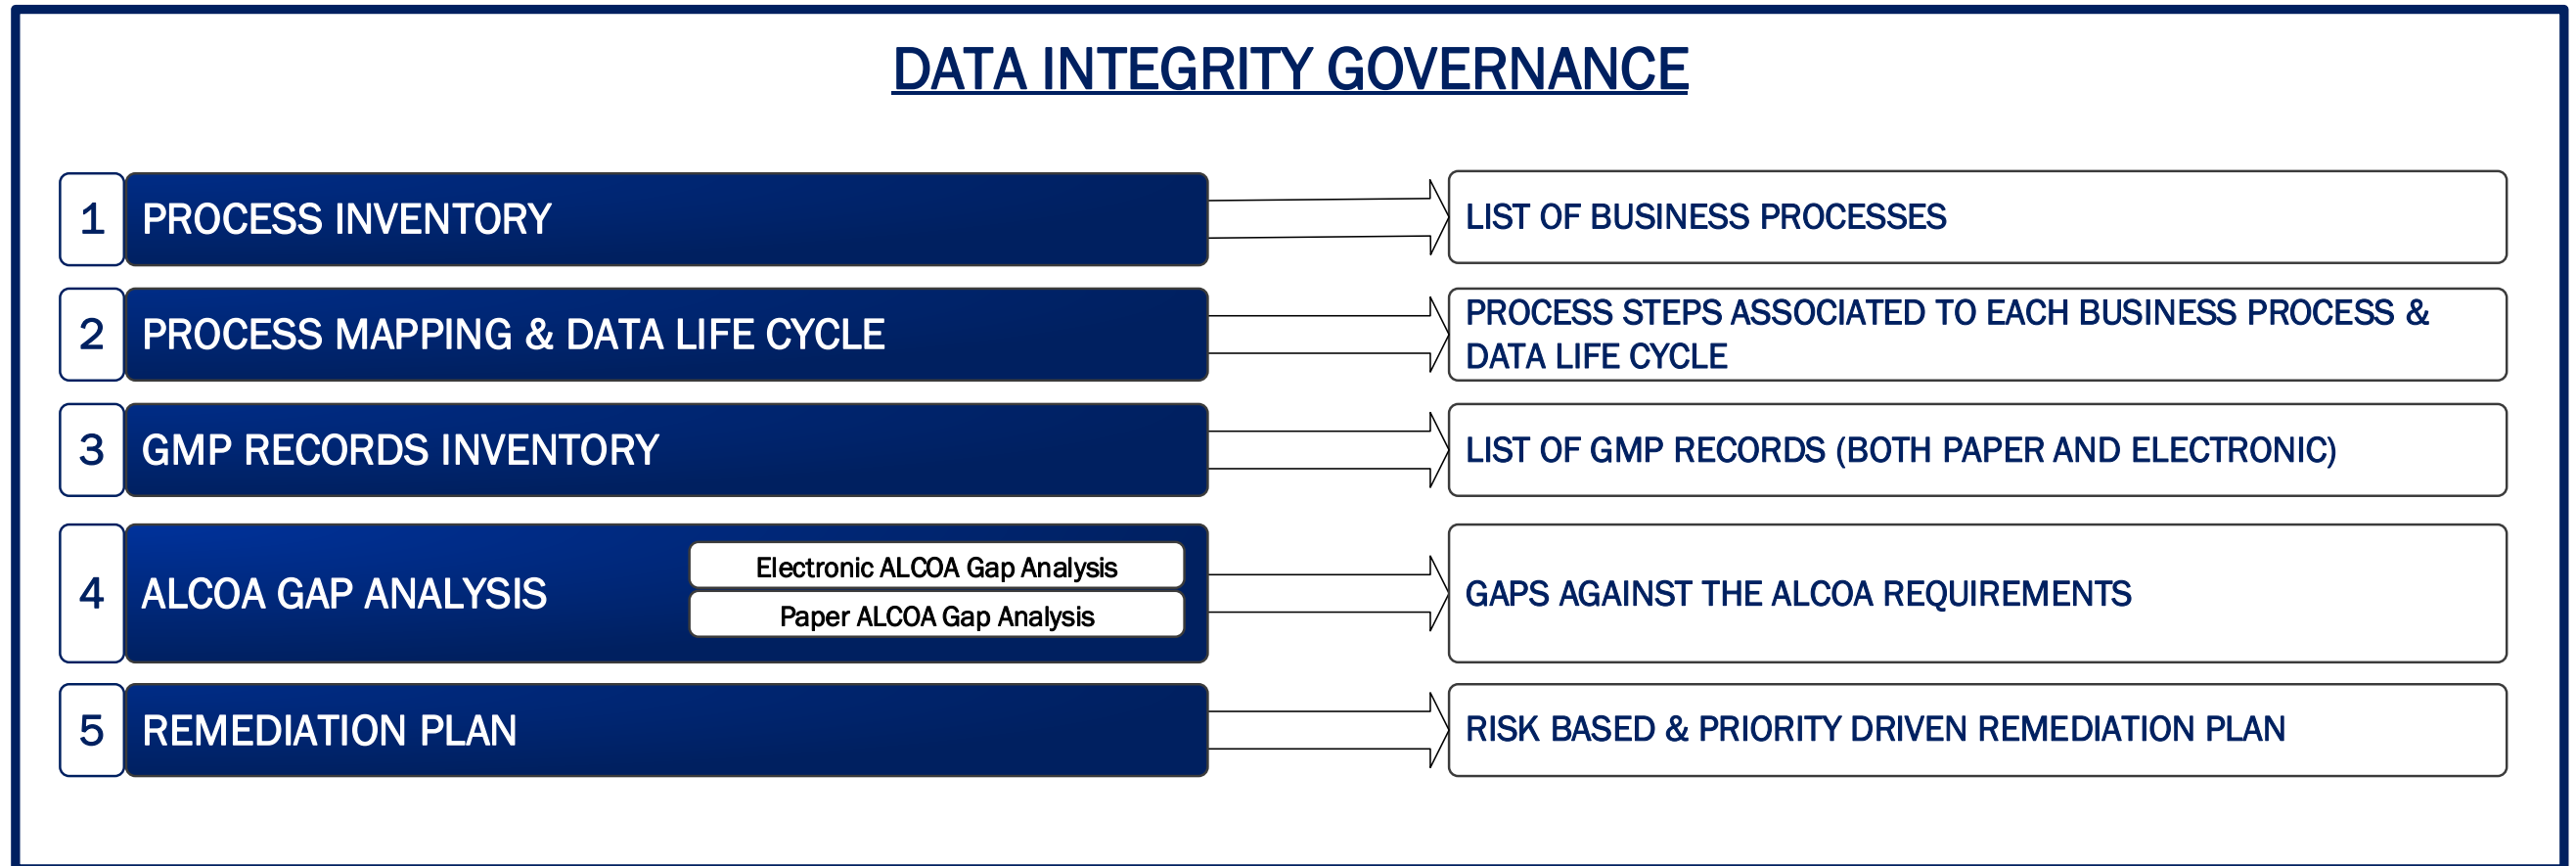 DATA INTEGRITY GOVERNANCE
1
PROCESS INVENTORY
LIST OF BUSINESS PROCESSES
2
PROCESS MAPPING & DATA LIFE CYCLE
PROCESS STEPS ASSOCIATED TO EACH BUSINESS PROCESS &
DATA LIFE CYCLE
3
GMP RECORDS INVENTORY
LIST OF GMP RECORDS (BOTH PAPER AND ELECTRONIC)
4
ALCOA GAP ANALYSIS
Electronic ALCOA Gap Analysis
Paper ALCOA Gap Analysis
GAPS AGAINST THE ALCOA REQUIREMENTS
5
REMEDIATION PLAN
RISK BASED & PRIORITY DRIVEN REMEDIATION PLAN